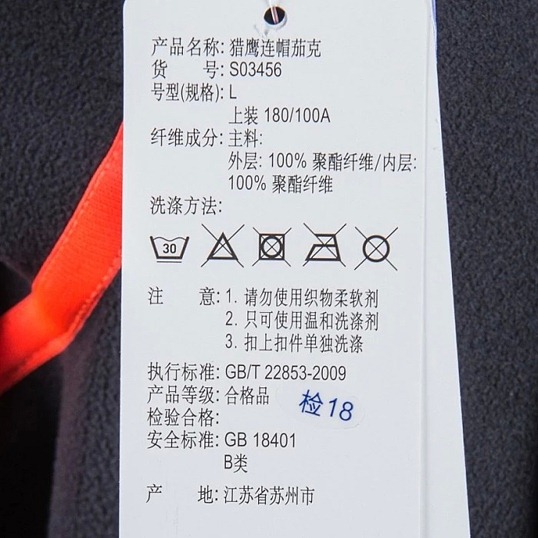 产品名称: 猎鹰连帽茄克
货 号: S03456
号型(规格): L
上装 180/100A
纤维成分: 主料:
外层: 100% 聚酯纤维/内层:
100% 聚酯纤维
洗涤方法:
30
注 意: 1. 请勿使用织物柔软剂
2. 只可使用温和洗涤剂
3. 扣上扣件单独洗涤
执行标准: GB/T 22853-2009
产品等级: 合格品
检18
检验合格:
安全标准: GB 18401
B类
产 地: 江苏省苏州市